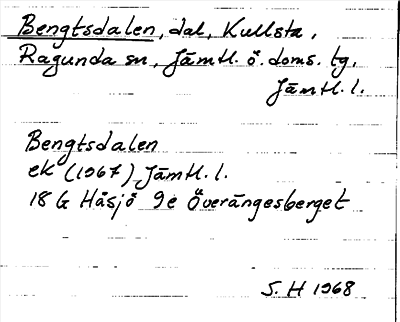 Bengtsdalen, dal, Kullsta,
Ragunda sn, Jämtl. ö. doms. tg,
Jämtl. l.
Bengtsdalen
ek (1967) Jämtl. l.
18 G Håsjö 9e Överängesberget
S. H 1968